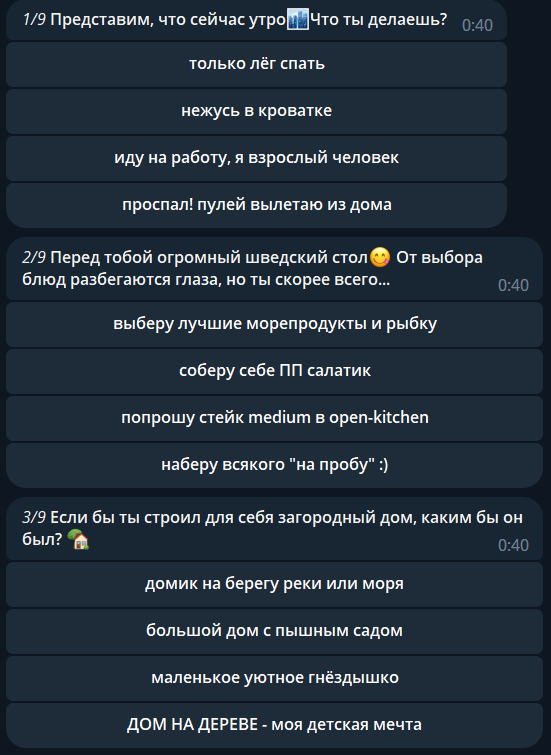 1/9 Представим, что сейчас утро🏙Что ты делаешь? 0:40
только лёг спать
нежусь в кроватке
иду на работу, я взрослый человек
проспал! пулей вылетаю из дома
2/9 Перед тобой огромный шведский стол😋 От выбора
блюд разбегаются глаза, но ты скорее всего... 0:40
выберу лучшие морепродукты и рыбку
соберу себе ПП салатик
попрошу стейк medium в open-kitchen
наберу всякого "на пробу" :)
3/9 Если бы ты строил для себя загородный дом, каким бы он
был? 🏡 0:40
домик на берегу реки или моря
большой дом с пышным садом
маленькое уютное гнёздышко
ДОМ НА ДЕРЕВЕ - моя детская мечта